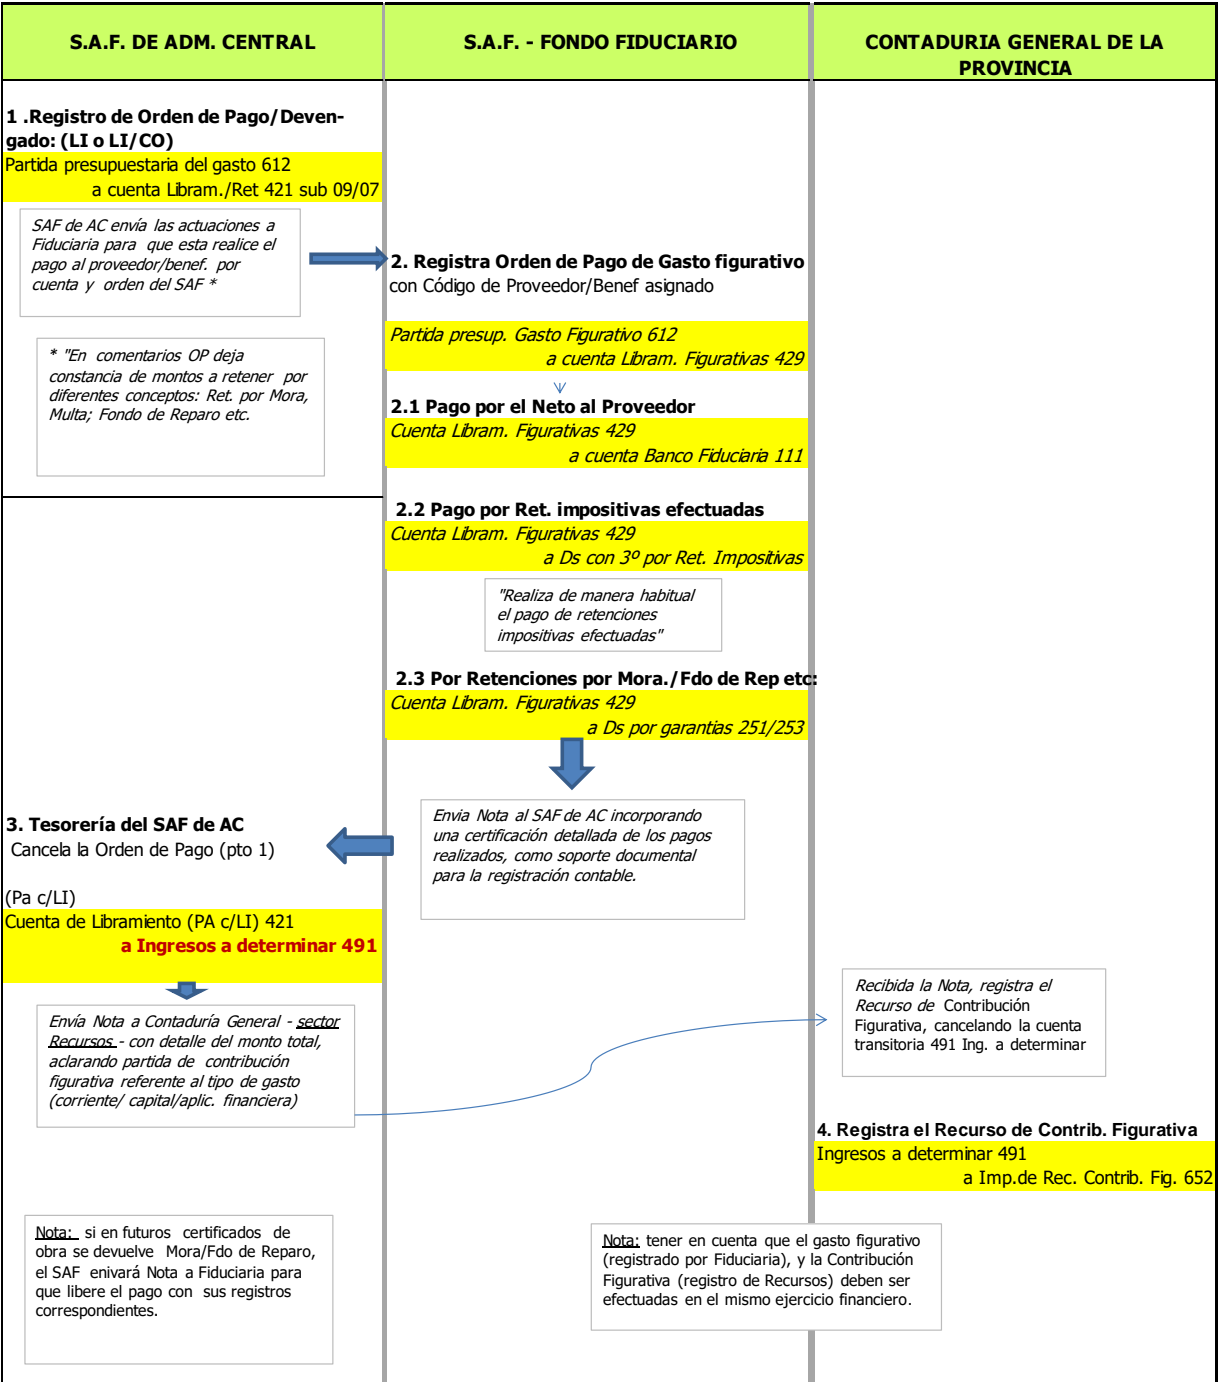 S.A.F. DE ADM. CENTRAL
S.A.F. - FONDO FIDUCIARIO
CONTADURIA GENERAL DE LA
PROVINCIA
1 .Registro de Orden de Pago/Deven-
gado: (LI o LI/CO)
Partida presupuestaria del gasto 612
a cuenta Libram./Ret 421 sub 09/07
SAF de AC envía las actuaciones a
Fiduciaria para que esta realice el
pago al proveedor/benef. por
cuenta y orden del SAF *
* "En comentarios OP deja
constancia de montos a retener por
diferentes conceptos: Ret. por Mora,
Multa; Fondo de Reparo etc.
2. Registra Orden de Pago de Gasto figurativo
con Código de Proveedor/Benef asignado
Partida presup. Gasto Figurativo 612
a cuenta Libram. Figurativas 429
2.1 Pago por el Neto al Proveedor
Cuenta Libram. Figurativas 429
a cuenta Banco Fiduciaria 111
2.2 Pago por Ret. impositivas efectuadas
Cuenta Libram. Figurativas 429
a Ds con 3º por Ret. Impositivas
"Realiza de manera habitual
el pago de retenciones
impositivas efectuadas"
2.3 Por Retenciones por Mora./Fdo de Rep etc:
Cuenta Libram. Figurativas 429
a Ds por garantias 251/253
Envia Nota al SAF de AC incorporando
una certificación detallada de los pagos
realizados, como soporte documental
para la registración contable.
3. Tesorería del SAF de AC
Cancela la Orden de Pago (pto 1)
(Pa c/LI)
Cuenta de Libramiento (PA c/LI) 421
a Ingresos a determinar 491
Envía Nota a Contaduría General - sector
Recursos - con detalle del monto total,
aclarando partida de contribución
figurativa referente al tipo de gasto
(corriente/ capital/aplic. financiera)
Recibida la Nota, registra el
Recurso de Contribución
Figurativa, cancelando la cuenta
transitoria 491 Ing. a determinar
4. Registra el Recurso de Contrib. Figurativa
Ingresos a determinar 491
a Imp.de Rec. Contrib. Fig. 652
Nota: si en futuros certificados de
obra se devuelve Mora/Fdo de Reparo,
el SAF enivará Nota a Fiduciaria para
que libere el pago con sus registros
correspondientes.
Nota: tener en cuenta que el gasto figurativo
(registrado por Fiduciaria), y la Contribución
Figurativa (registro de Recursos) deben ser
efectuadas en el mismo ejercicio financiero.